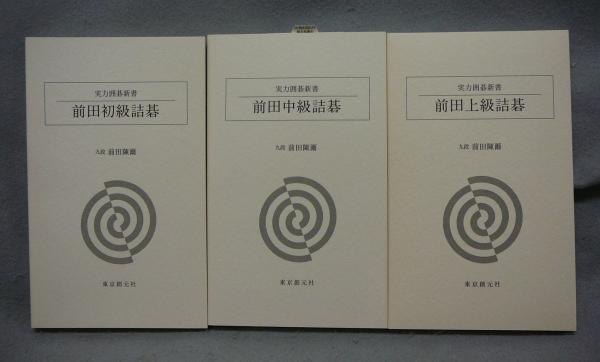 実力囲碁新書
前田初級詰碁
九段 前田陳爾
東京創元社
実力囲碁新書
前田中級詰碁
九段 前田陳爾
東京創元社
実力囲碁新書
前田上級詰碁
九段 前田陳爾
東京創元社